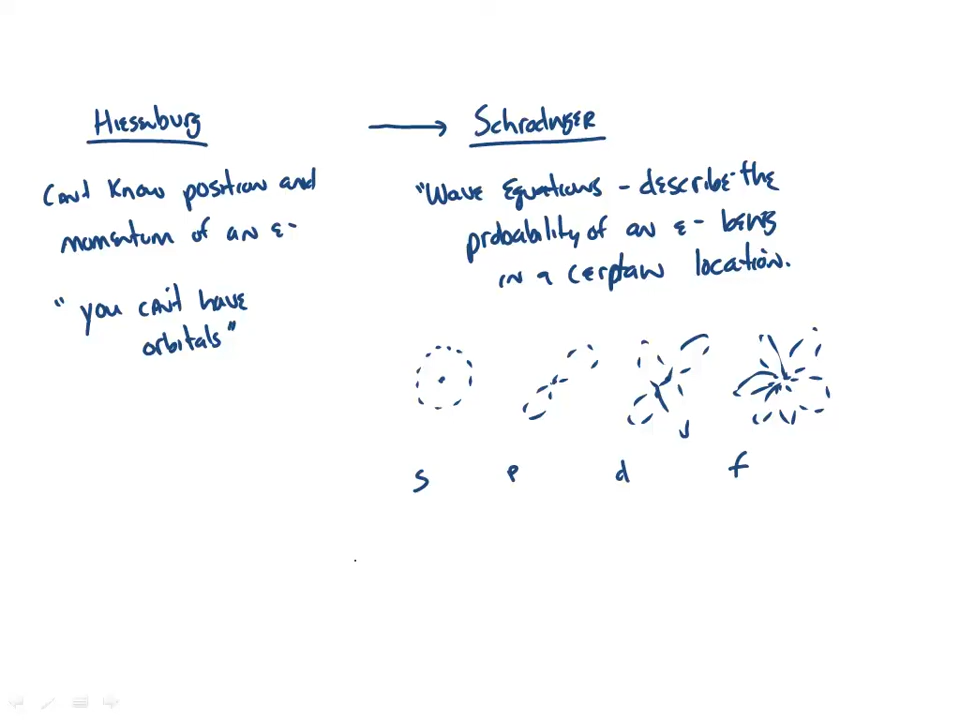 Hiesenburg
Schrodinger
Can't know position and
momentum of an e-
"you can't have
orbitals"
"Wave Equations - describe the
probability of an e- being
in a certain location.
s p d f